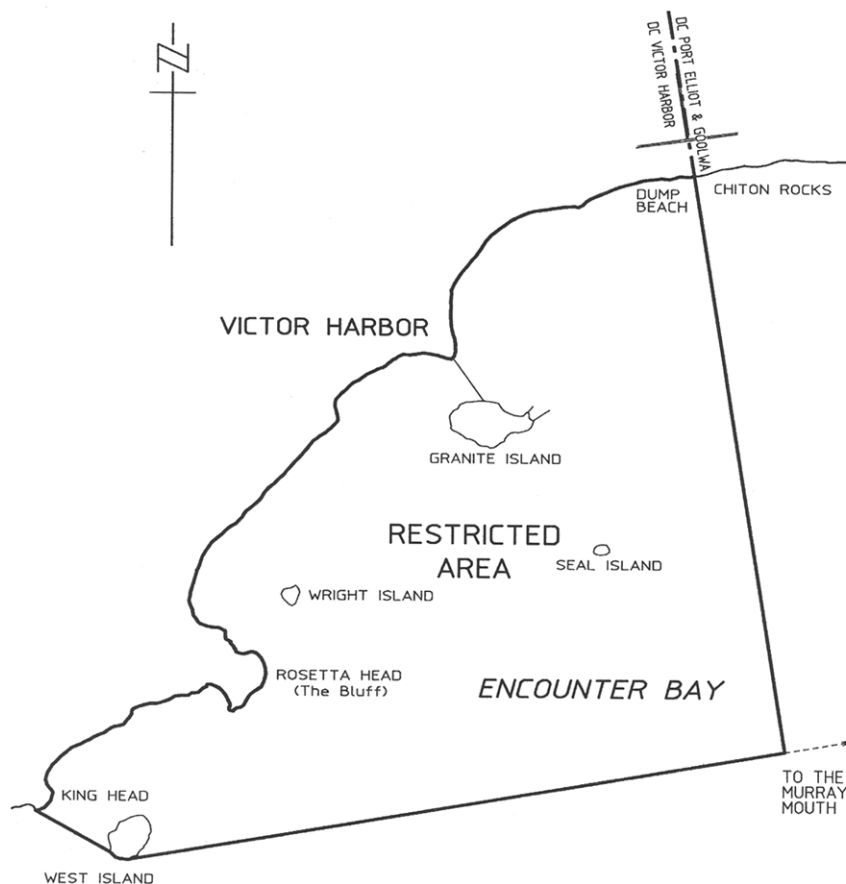 N
DC PORT ELLIOT & GOOLWA
DC VICTOR HARBOR
DUMP
BEACH
CHITON ROCKS
VICTOR HARBOR
GRANITE ISLAND
RESTRICTED
AREA
SEAL ISLAND
WRIGHT ISLAND
ROSETTA HEAD
(The Bluff)
ENCOUNTER BAY
KING HEAD
TO THE
MURRAY
MOUTH
WEST ISLAND